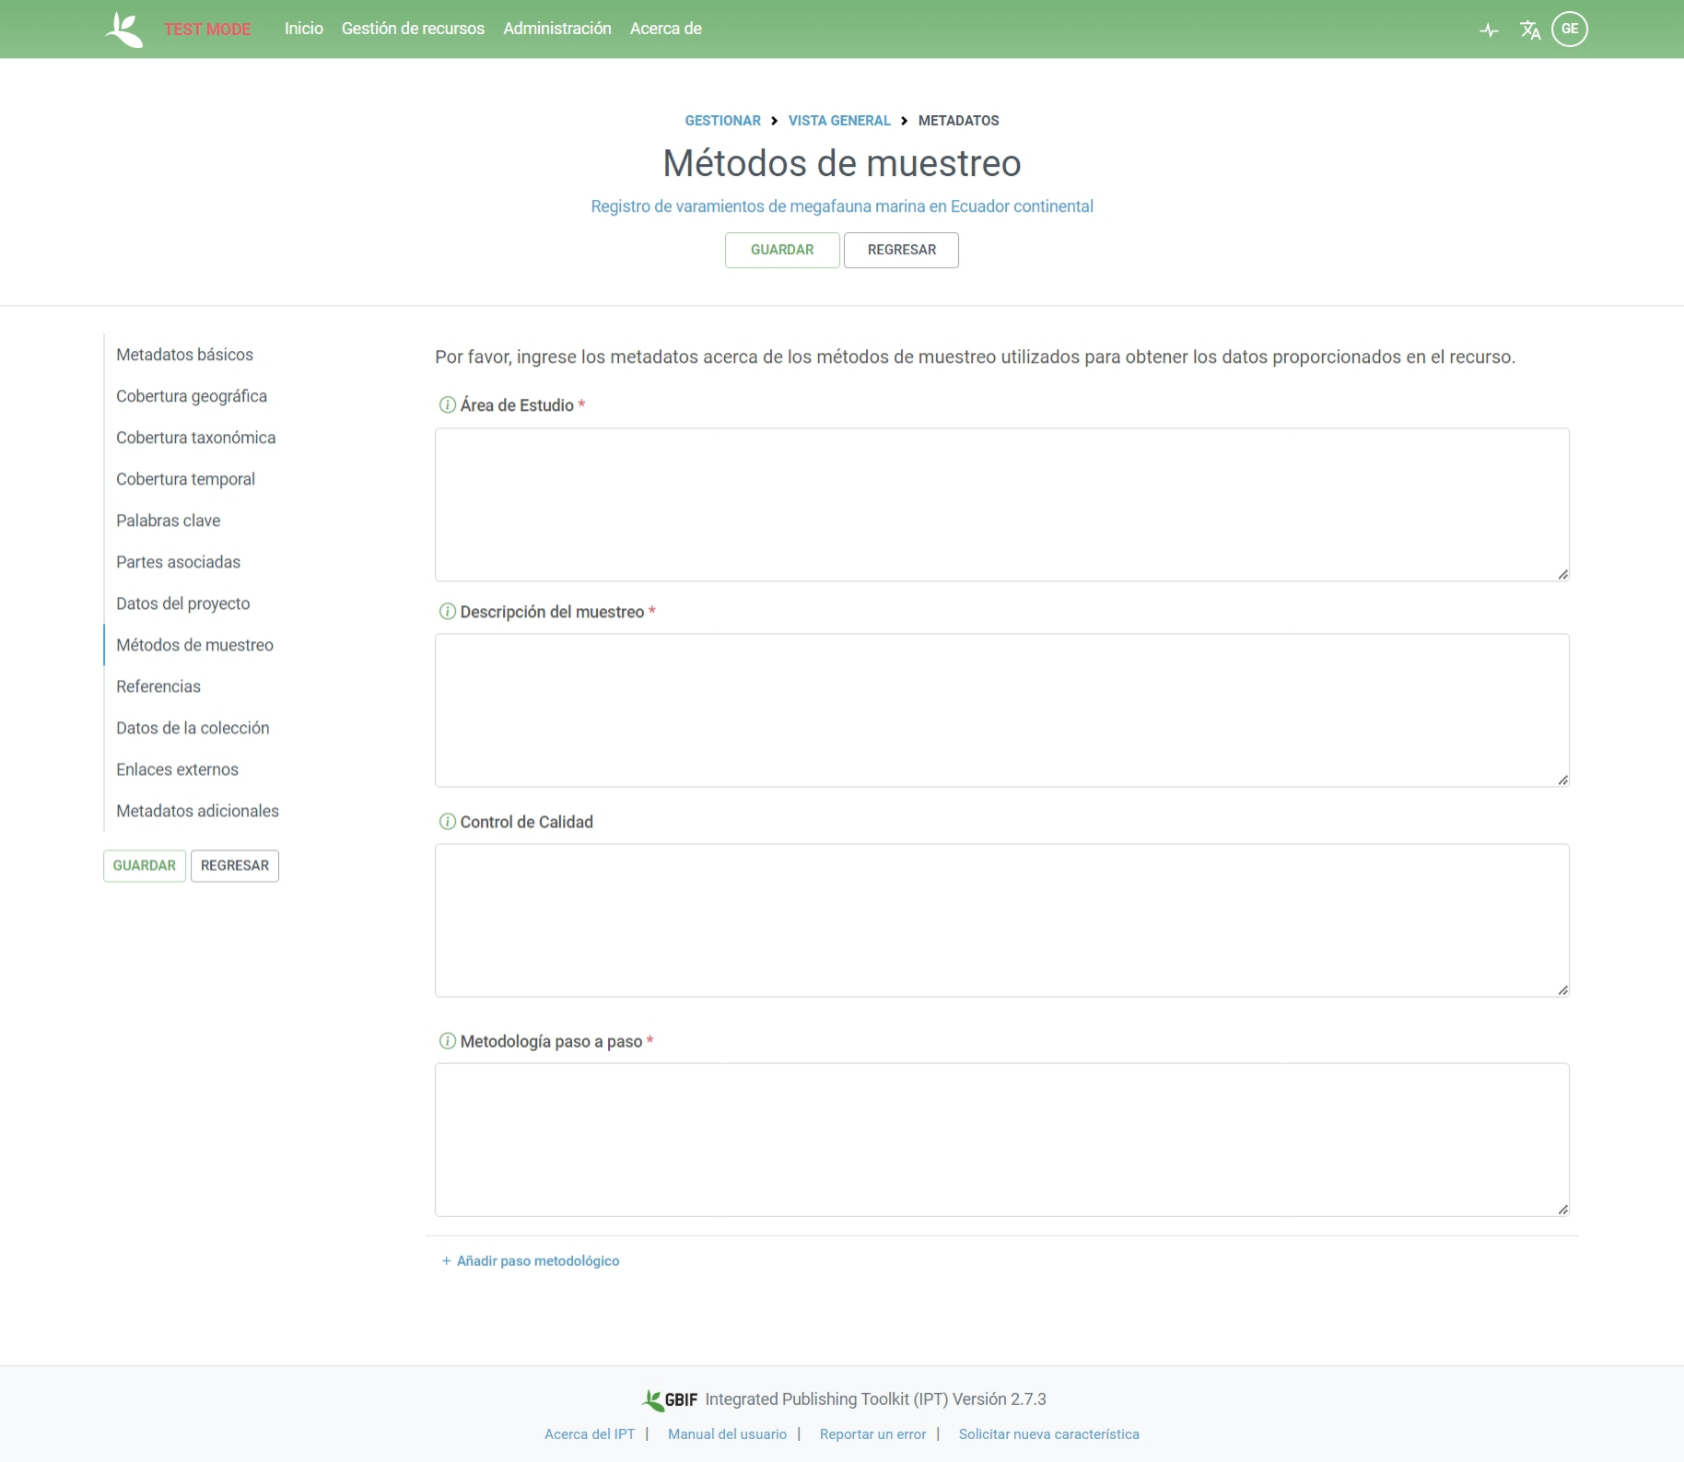 TEST MODE Inicio Gestión de recursos Administración Acerca de GE
GESTIONAR > VISTA GENERAL > METADATOS
Métodos de muestreo
Registro de varamientos de megafauna marina en Ecuador continental
GUARDAR REGRESAR
Metadatos básicos
Cobertura geográfica
Cobertura taxonómica
Cobertura temporal
Palabras clave
Partes asociadas
Datos del proyecto
Métodos de muestreo
Referencias
Datos de la colección
Enlaces externos
Metadatos adicionales
GUARDAR REGRESAR
Por favor, ingrese los metadatos acerca de los métodos de muestreo utilizados para obtener los datos proporcionados en el recurso.
Área de Estudio *
Descripción del muestreo *
Control de Calidad
Metodología paso a paso *
+ Añadir paso metodológico
GBIF Integrated Publishing Toolkit (IPT) Versión 2.7.3
Acerca del IPT | Manual del usuario | Reportar un error | Solicitar nueva característica